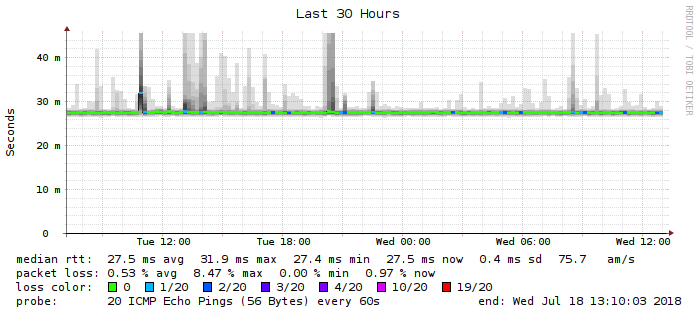 Last 30 Hours
RRDTOOL / TOBI OETIKER
Seconds
40 m
30 m
20 m
10 m
0
Tue 12:00 Tue 18:00 Wed 00:00 Wed 06:00 Wed 12:00
median rtt: 27.5 ms avg 31.9 ms max 27.4 ms min 27.5 ms now 0.4 ms sd 75.7 am/s
packet loss: 0.53 % avg 8.47 % max 0.00 % min 0.97 % now
loss color: 0 1/20 2/20 3/20 4/20 10/20 19/20
probe: 20 ICMP Echo Pings (56 Bytes) every 60s end: Wed Jul 18 13:10:03 2018